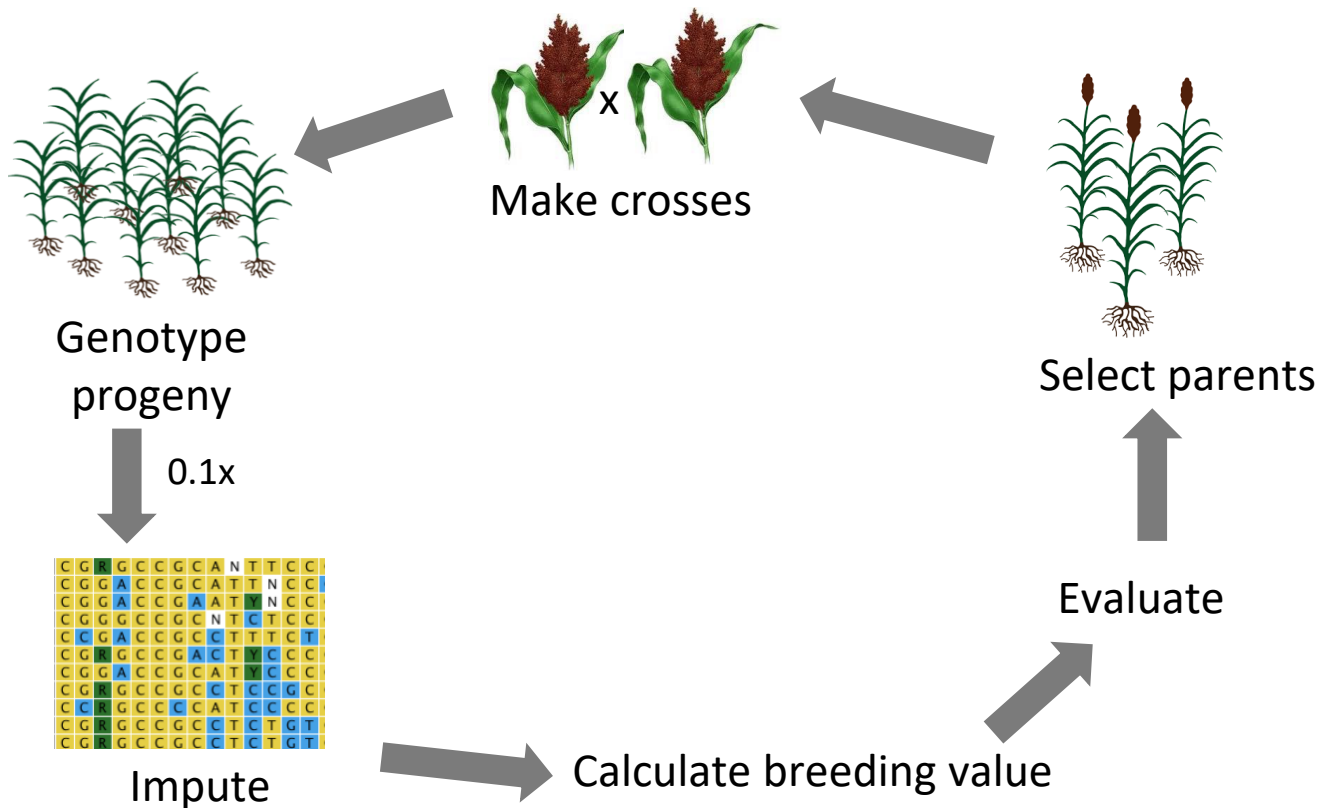 x
Make crosses
Genotype
progeny
0.1x
Select parents
C G R G C C G C A N T T C C
C G G A C C G C A T T N C C
C G G A C C G A A T Y N C C
C G G G C C G C N T C T C C
C C G A C C G C C T T T C T
C G R G C C G A C T Y C C C
C G G A C C G C A T Y C C C
C G R G C C G C C T C C G C
C C R G C C C C A T C C C C
C G R G C C G C C T C T G T
C G R G C C G C C T C T G T
Impute
Calculate breeding value
Evaluate